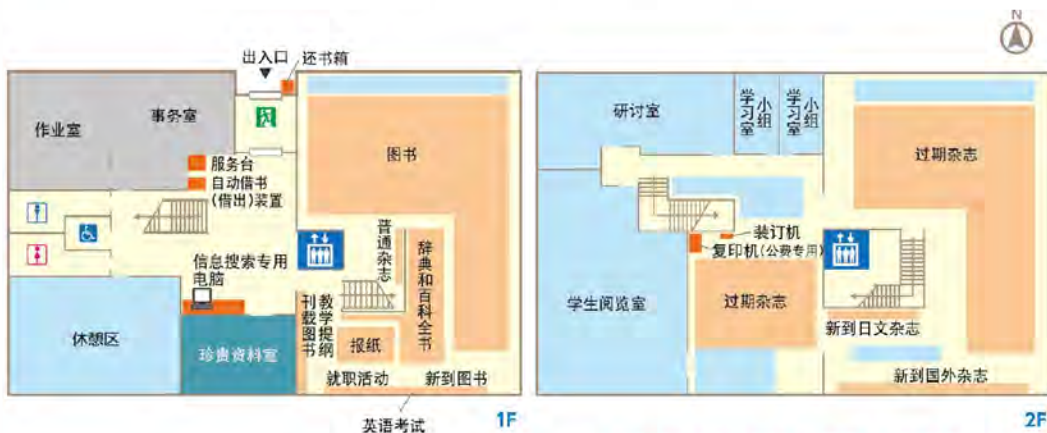 N
出入口
还书箱
作业室
事务室
图书
服务台
自动借书
(借出)装置
普通杂志
辞典和百科全书
信息搜索专用
电脑
休憩区
珍贵资料室
教学提纲
刊载图书
报纸
就职活动
新到图书
英语考试
1F
研讨室
小组
学习室
小组
学习室
过期杂志
装订机
复印机(公费专用)
学生阅览室
过期杂志
新到日文杂志
新到国外杂志
2F